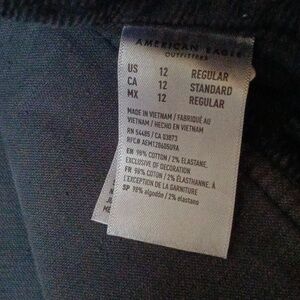 AMERICAN EAGLE
OUTFITTERS
US 12 REGULAR
CA 12 STANDARD
MX 12 REGULAR
MADE IN VIETNAM / FABRIQUÉ AU
VIETNAM / HECHO EN VIETNAM
RN 54485 / CA 03873
RFC# AEM120605UVA
EN 98% COTTON / 2% ELASTANE,
EXCLUSIVE OF DECORATION
FR 98% COTON / 2% ÉLASTHANNE. À
L'EXCEPTION DE LA GARNITURE
SP 98% algodón / 2% elastano